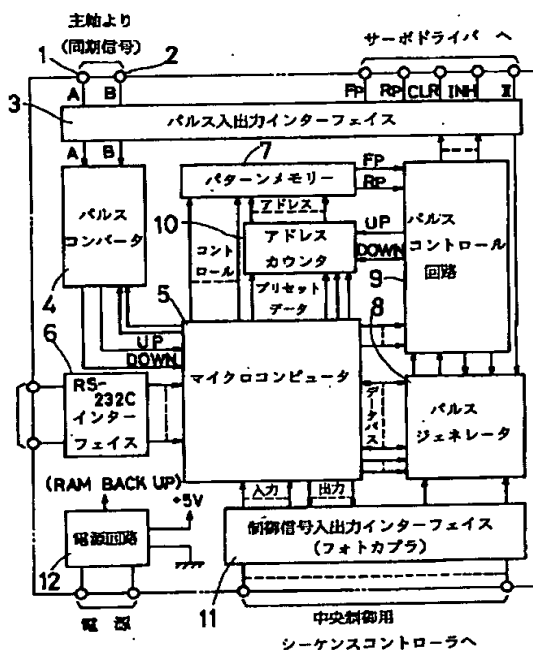 主軸より
(同期信号)
サーボドライバ へ
1
2
A
B
FP
RP
CLR
INH
Z
3
パルス入出力インターフェイス
A
B
7
パターンメモリー
FP
RP
アドレス
パルス
コンバータ
4
10
アドレス
カウンタ
UP
DOWN
パルス
コントロール
回路
9
コント
ロール
プリセット
データ
5
8
UP
DOWN
マイクロコンピュータ
6
RS-
232C
インター
フェイス
データバス
パルス
ジェネレータ
(RAM BACK UP)
+5V
入力
出力
電源回路
12
制御信号入出力インターフェイス
(フォトカプラ)
11
電 源
中央制御用
シーケンスコントローラへ